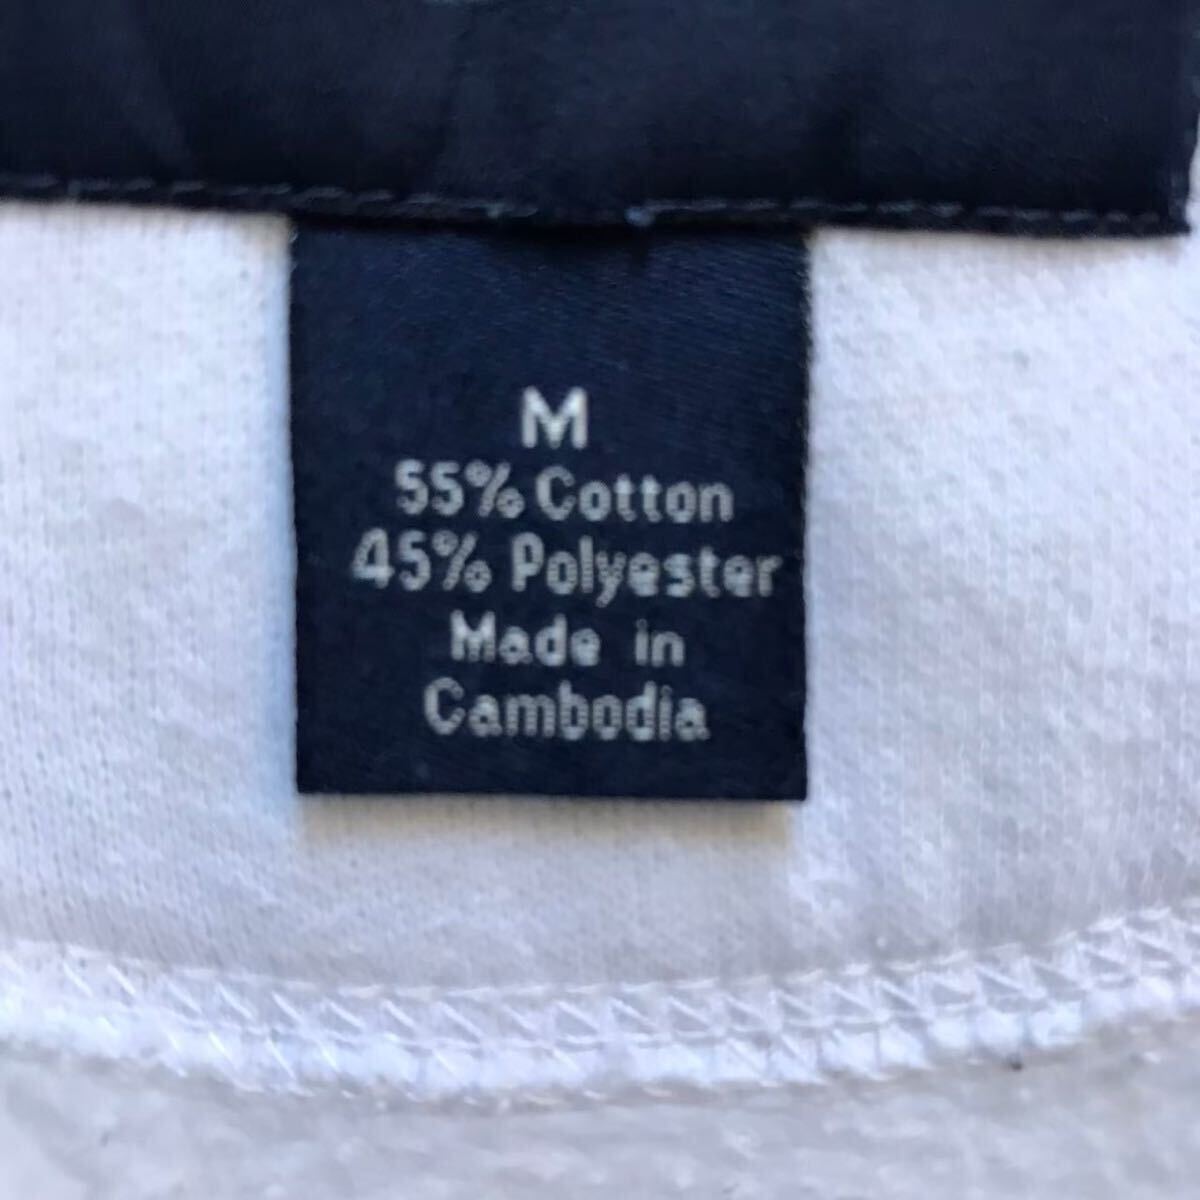 M
55% Cotton
45% Polyester
Made in
Cambodia